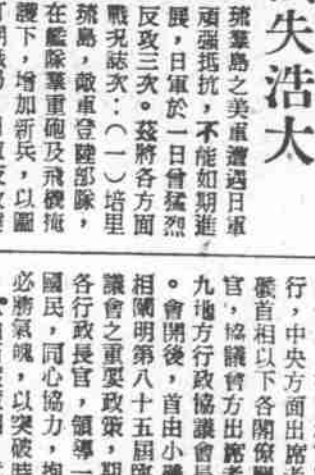 失浩大
琉羣島之美軍遭遇日軍
頑强抵抗，不能如期進
展，日軍於一日曾猛烈
反攻三次。茲將各方面
戰况誌次：（一）培里
琉島，敵軍登陸部隊，
在艦隊羣重砲及飛機掩
護下，增加新兵，以圖
行，中央方面出席者
首相以下各閣僚
官，協議會方出席
九地方行政協議會長
。會開後，首由小磯
相闡明第八十五屆臨
議會之重要政策，期
各行政長官，領導一
國民，同心協力，抱
必勝氣魄，以突破時